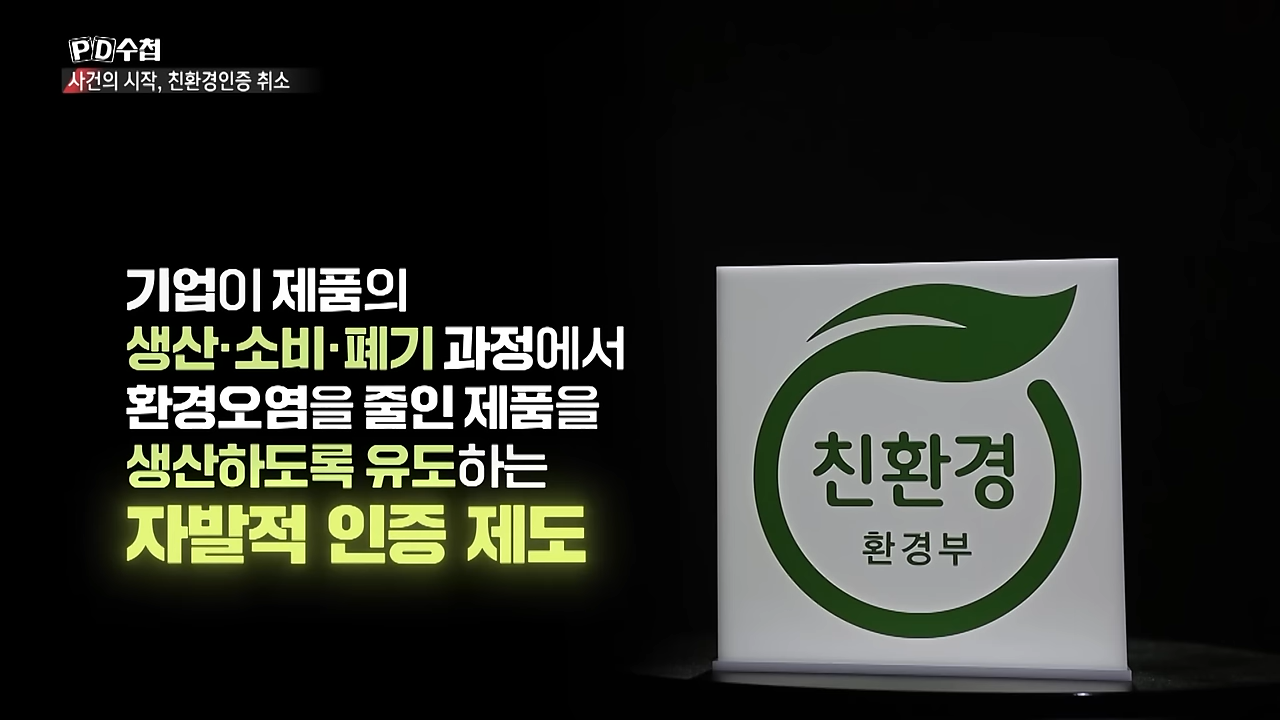 PD수첩
사건의 시작, 친환경인증 취소
기업이 제품의
생산·소비·폐기 과정에서
환경오염을 줄인 제품을
생산하도록 유도하는
자발적 인증 제도
친환경
환경부